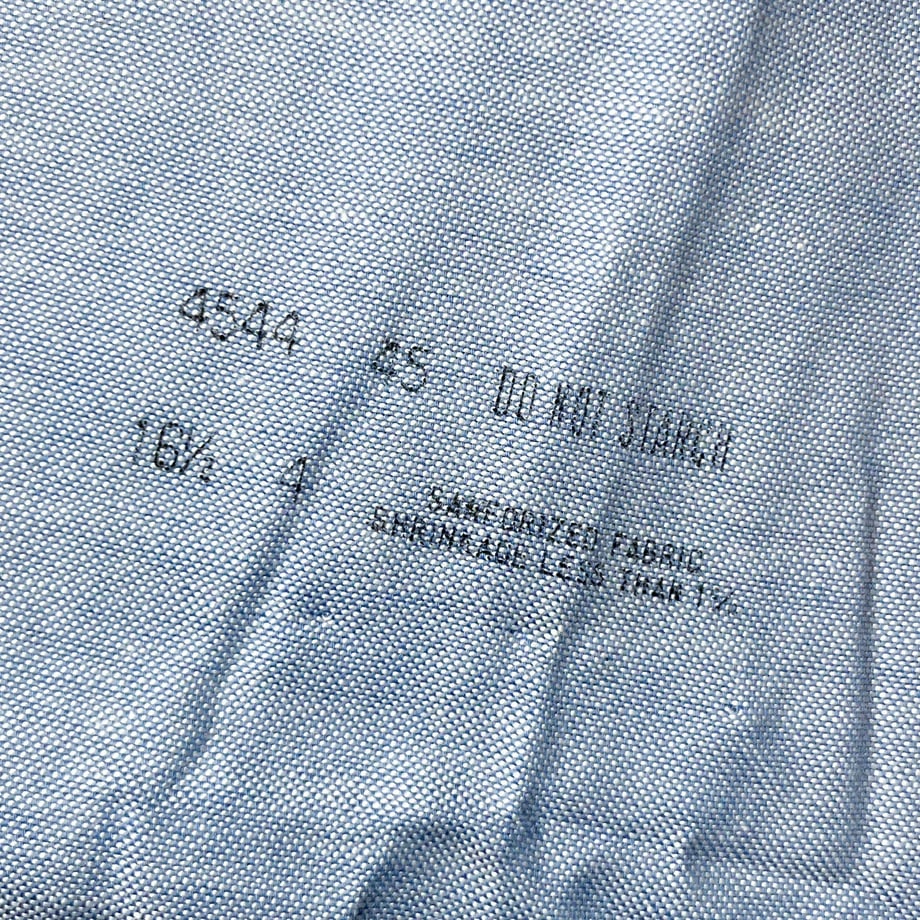 4544 45 DO NOT STARCH
16½ 4
SANFORIZED FABRIC
SHRINKAGE LESS THAN 1%